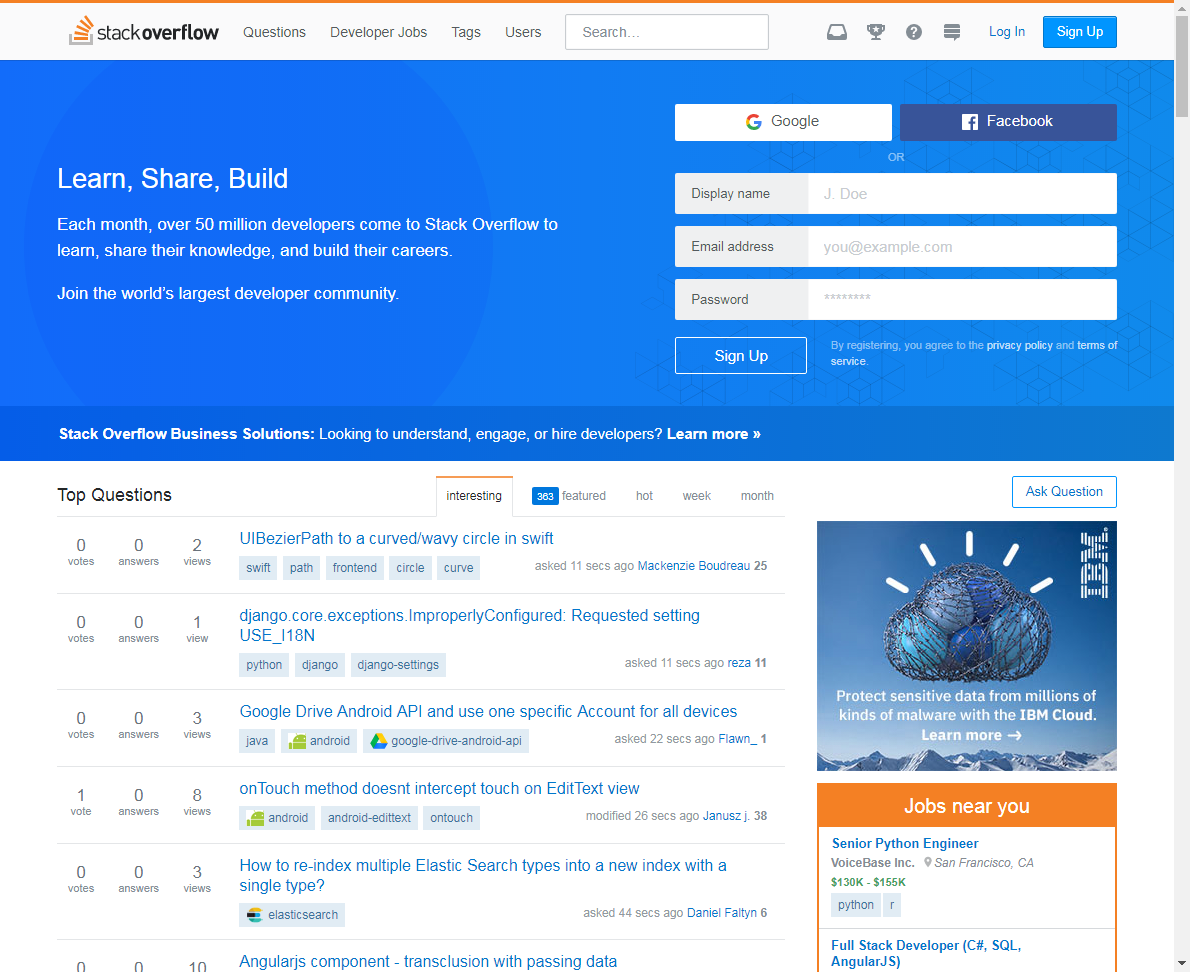 stackoverflow Questions Developer Jobs Tags Users Search... Log In Sign Up
Google Facebook
OR
Learn, Share, Build
Each month, over 50 million developers come to Stack Overflow to
learn, share their knowledge, and build their careers.
Join the world's largest developer community.
Display name J. Doe
Email address you@example.com
Password ********
Sign Up
By registering, you agree to the privacy policy and terms of
service.
Stack Overflow Business Solutions: Looking to understand, engage, or hire developers? Learn more »
Top Questions interesting 363 featured hot week month
Ask Question
0 votes 0 answers 2 views
UIBezierPath to a curved/wavy circle in swift
swift path frontend circle curve
asked 11 secs ago Mackenzie Boudreau 25
0 votes 0 answers 1 view
django.core.exceptions.ImproperlyConfigured: Requested setting
USE_I18N
python django django-settings
asked 11 secs ago reza 11
0 votes 0 answers 3 views
Google Drive Android API and use one specific Account for all devices
java android google-drive-android-api
asked 22 secs ago Flawn_ 1
1 vote 0 answers 8 views
onTouch method doesnt intercept touch on EditText view
android android-edittext ontouch
modified 26 secs ago Janusz j. 38
0 votes 0 answers 3 views
How to re-index multiple Elastic Search types into a new index with a
single type?
elasticsearch
asked 44 secs ago Daniel Faltyn 6
0 0 10
Angularjs component - transclusion with passing data
IBM
Protect sensitive data from millions of
kinds of malware with the IBM Cloud.
Learn more →
Jobs near you
Senior Python Engineer
VoiceBase Inc. San Francisco, CA
$130K - $155K
python r
Full Stack Developer (C#, SQL,
AngularJS)